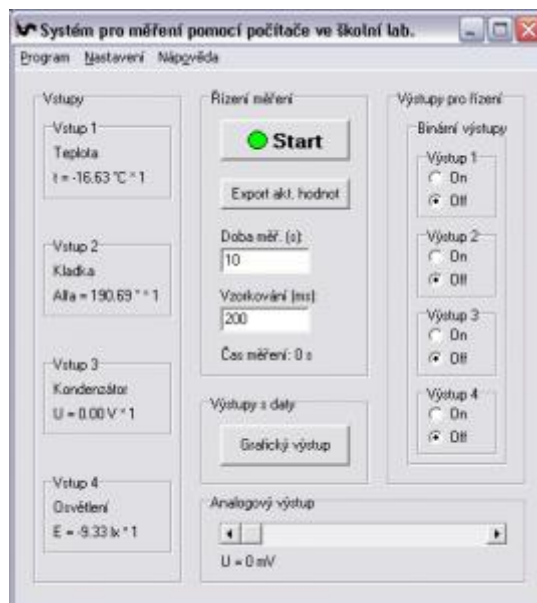 Systém pro měření pomocí počítače ve školní lab.
Program Nastavení Nápověda
Vstupy
Vstup 1
Teplota
t = -16.63 °C * 1
Vstup 2
Kladka
Alfa = 190.69 ° * 1
Vstup 3
Kondenzátor
U = 0.00 V * 1
Vstup 4
Osvětlení
E = -9.33 lx * 1
Řízení měření
Start
Export akt. hodnot
Doba měř. (s):
10
Vzorkování (ms):
200
Čas měření: 0 s
Výstupy s daty
Grafický výstup
Výstupy pro řízení
Binární výstupy
Výstup 1
On
Off
Výstup 2
On
Off
Výstup 3
On
Off
Výstup 4
On
Off
Analogový výstup
U = 0 mV